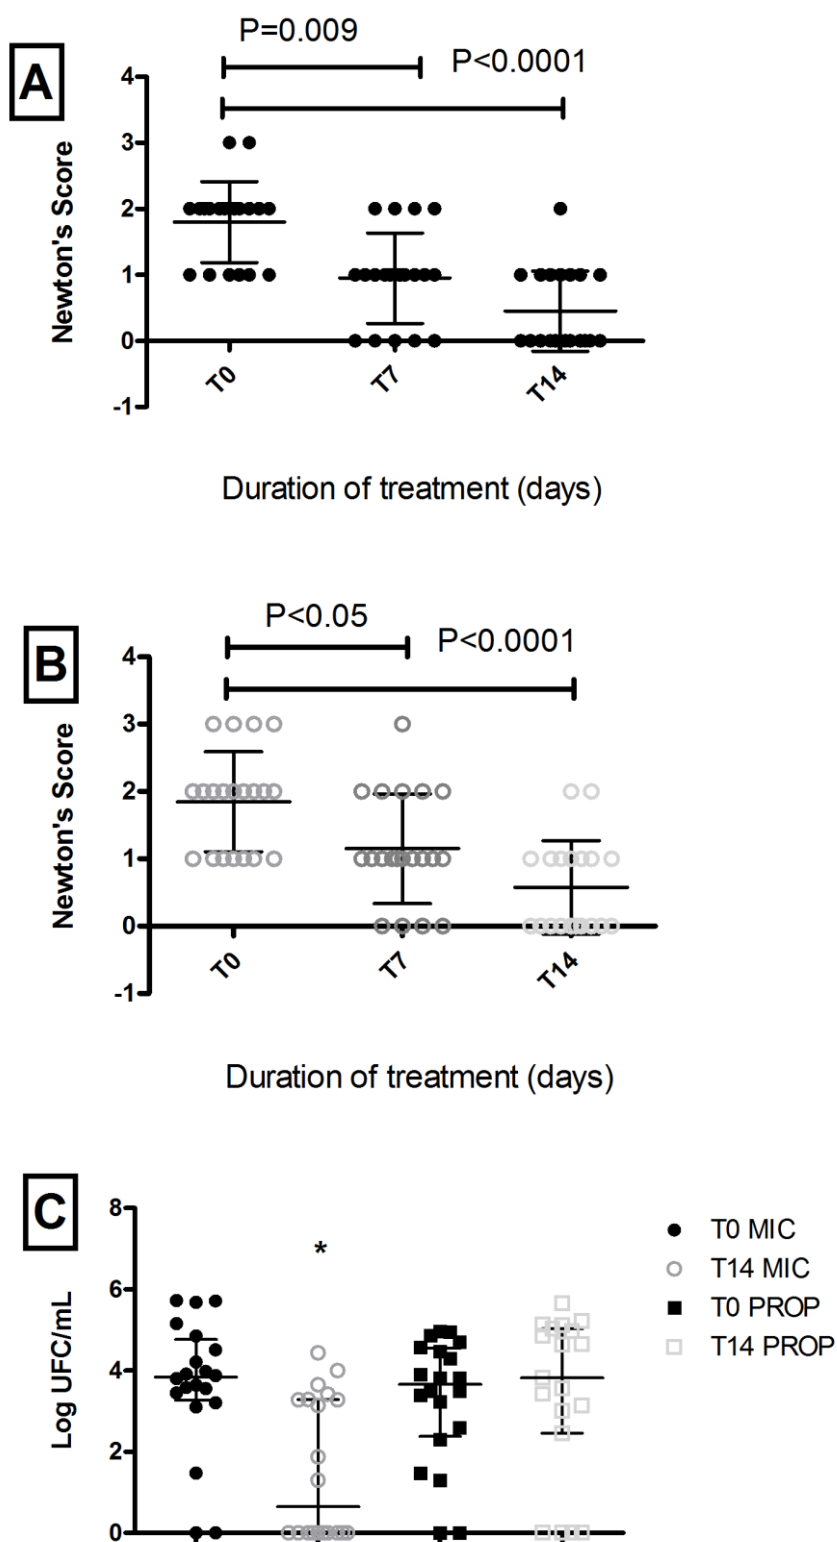 P=0.009
A
P<0.0001
4
3
2
1
0
-1
Newton's Score
T0
T7
T14
Duration of treatment (days)
P<0.05
B
P<0.0001
4
3
2
1
0
-1
Newton's Score
T0
T7
T14
Duration of treatment (days)
C
8
6
4
2
0
Log UFC/mL
*
T0 MIC
T14 MIC
T0 PROP
T14 PROP